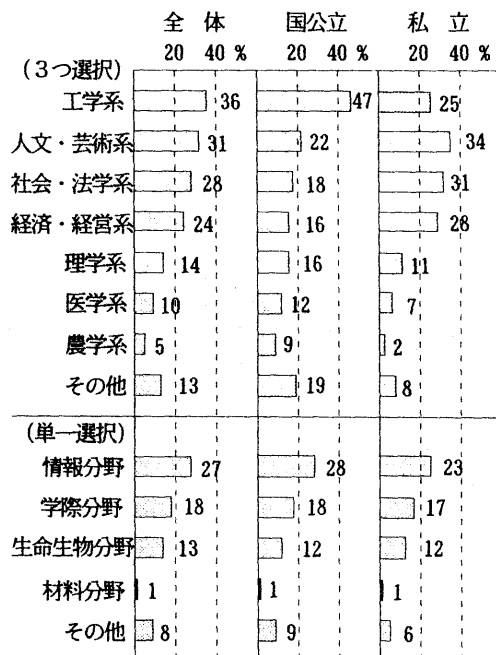 全 体 国公立 私 立
20 40 % 20 40 % 20 40 %
(3つ選択)
工学系 36 47 25
人文・芸術系 31 22 34
社会・法学系 28 18 31
経済・経営系 24 16 28
理学系 14 16 11
医学系 10 12 7
農学系 5 9 2
その他 13 19 8
(単一選択)
情報分野 27 28 23
学際分野 18 18 17
生命生物分野 13 12 12
材料分野 1 1 1
その他 8 9 6